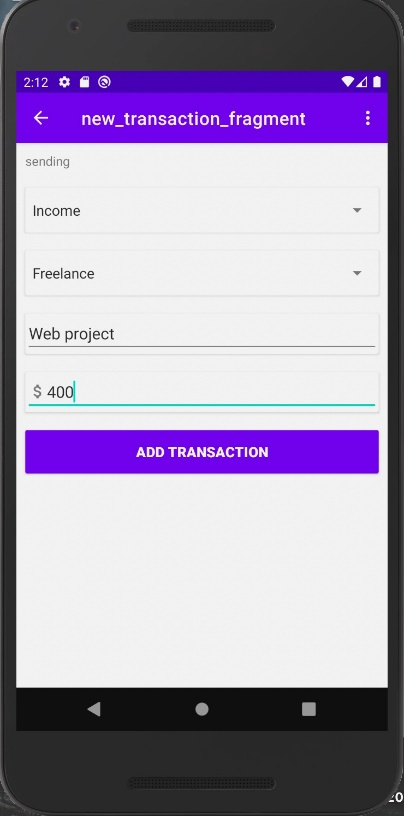 2:12
new_transaction_fragment
sending
Income
Freelance
Web project
$ 400
ADD TRANSACTION